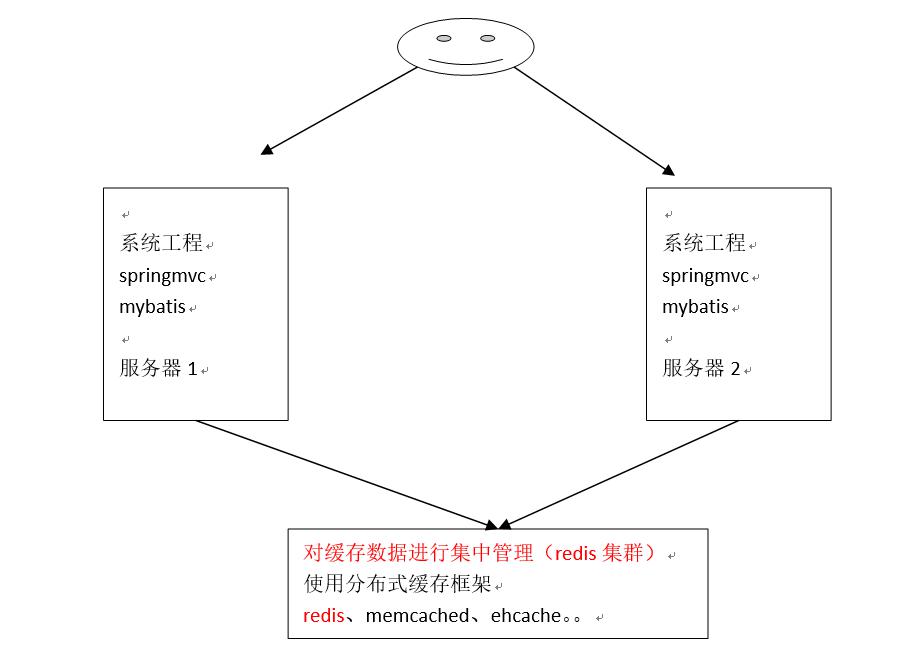 系统工程
springmvc
mybatis
服务器 1
系统工程
springmvc
mybatis
服务器 2
对缓存数据进行集中管理（redis 集群）
使用分布式缓存框架
redis、memcached、ehcache。。